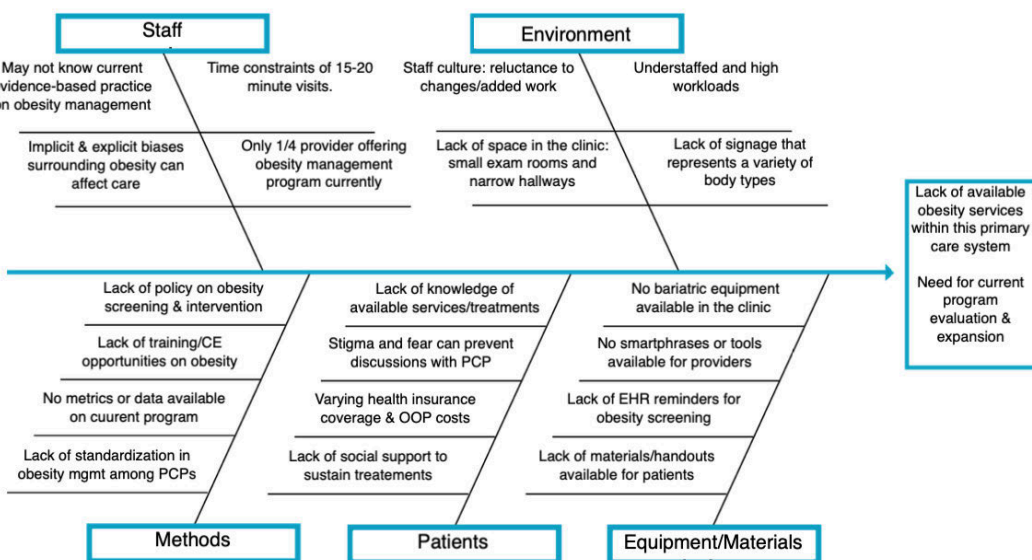 Staff
Environment
May not know current
vidence-based practice
n obesity management
Time constraints of 15-20
minute visits.
Staff culture: reluctance to
changes/added work
Understaffed and high
workloads
Implicit & explicit biases
surrounding obesity can
affect care
Only 1/4 provider offering
obesity management
program currently
Lack of space in the clinic:
small exam rooms and
narrow hallways
Lack of signage that
represents a variety of
body types
Lack of available
obesity services
within this primary
care system
Need for current
program
evaluation &
expansion
Lack of policy on obesity
screening & intervention
Lack of training/CE
opportunities on obesity
No metrics or data available
on cuurent program
Lack of standardization in
obesity mgmt among PCPs
Lack of knowledge of
available services/treatments
Stigma and fear can prevent
discussions with PCP
Varying health insurance
coverage & OOP costs
Lack of social support to
sustain treatements
No bariatric equipment
available in the clinic
No smartphrases or tools
available for providers
Lack of EHR reminders for
obesity screening
Lack of materials/handouts
available for patients
Methods
Patients
Equipment/Materials